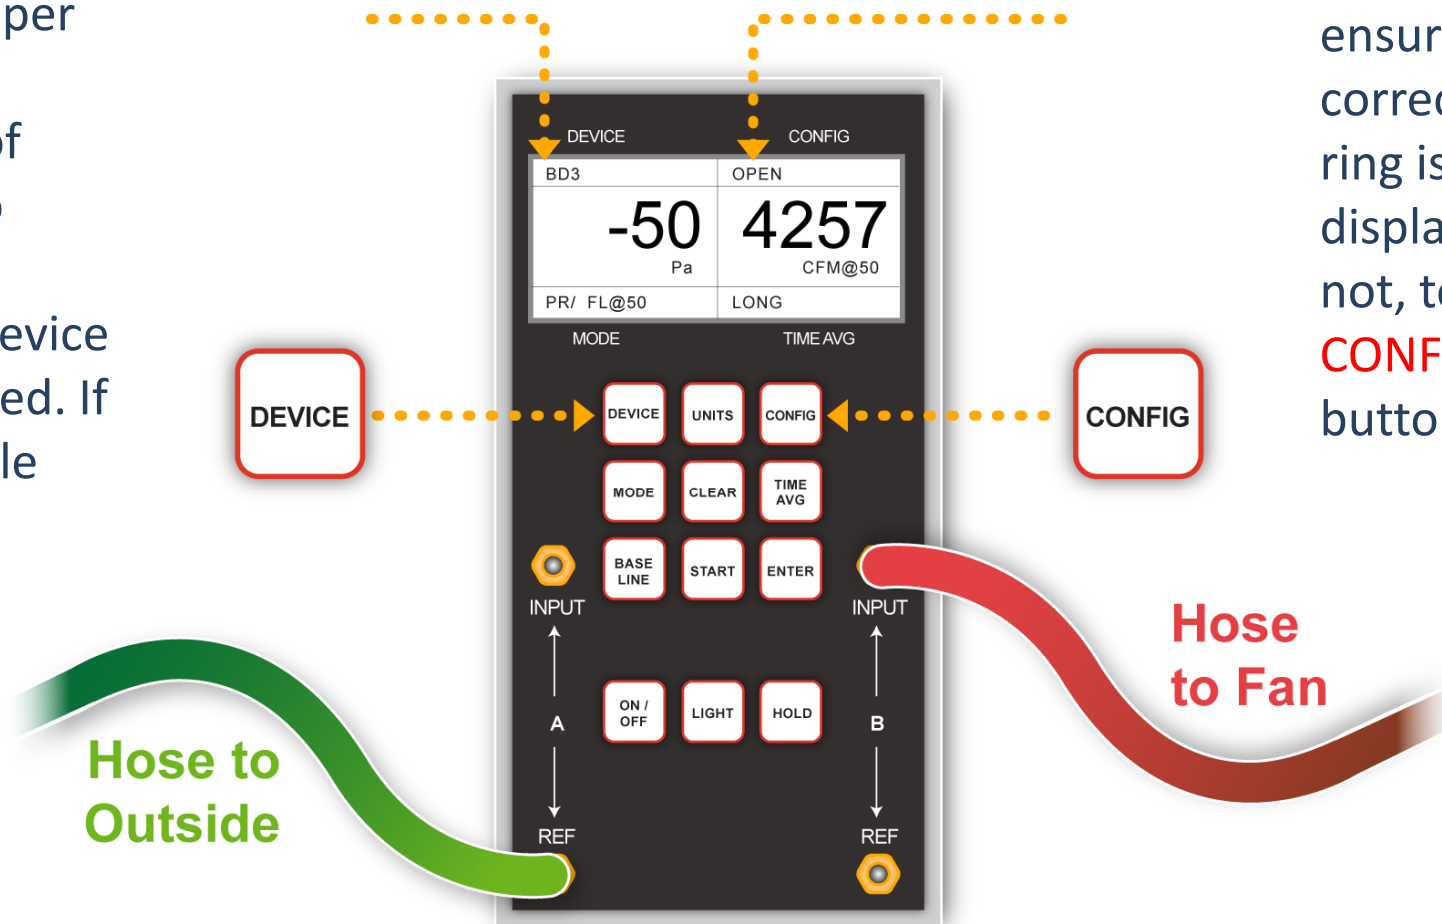 per
of
evice
ed. If
le
ensur
correc
ring is
displa
not, to
CONF
butto
DEVICE
CONFIG
BD3
OPEN
-50
4257
Pa
CFM@50
PR/ FL@50
LONG
MODE
TIME AVG
DEVICE
DEVICE
UNITS
CONFIG
CONFIG
MODE
CLEAR
TIME
AVG
BASE
LINE
START
ENTER
INPUT
INPUT
Hose
to Fan
ON /
OFF
LIGHT
HOLD
A
B
Hose to
Outside
REF
REF